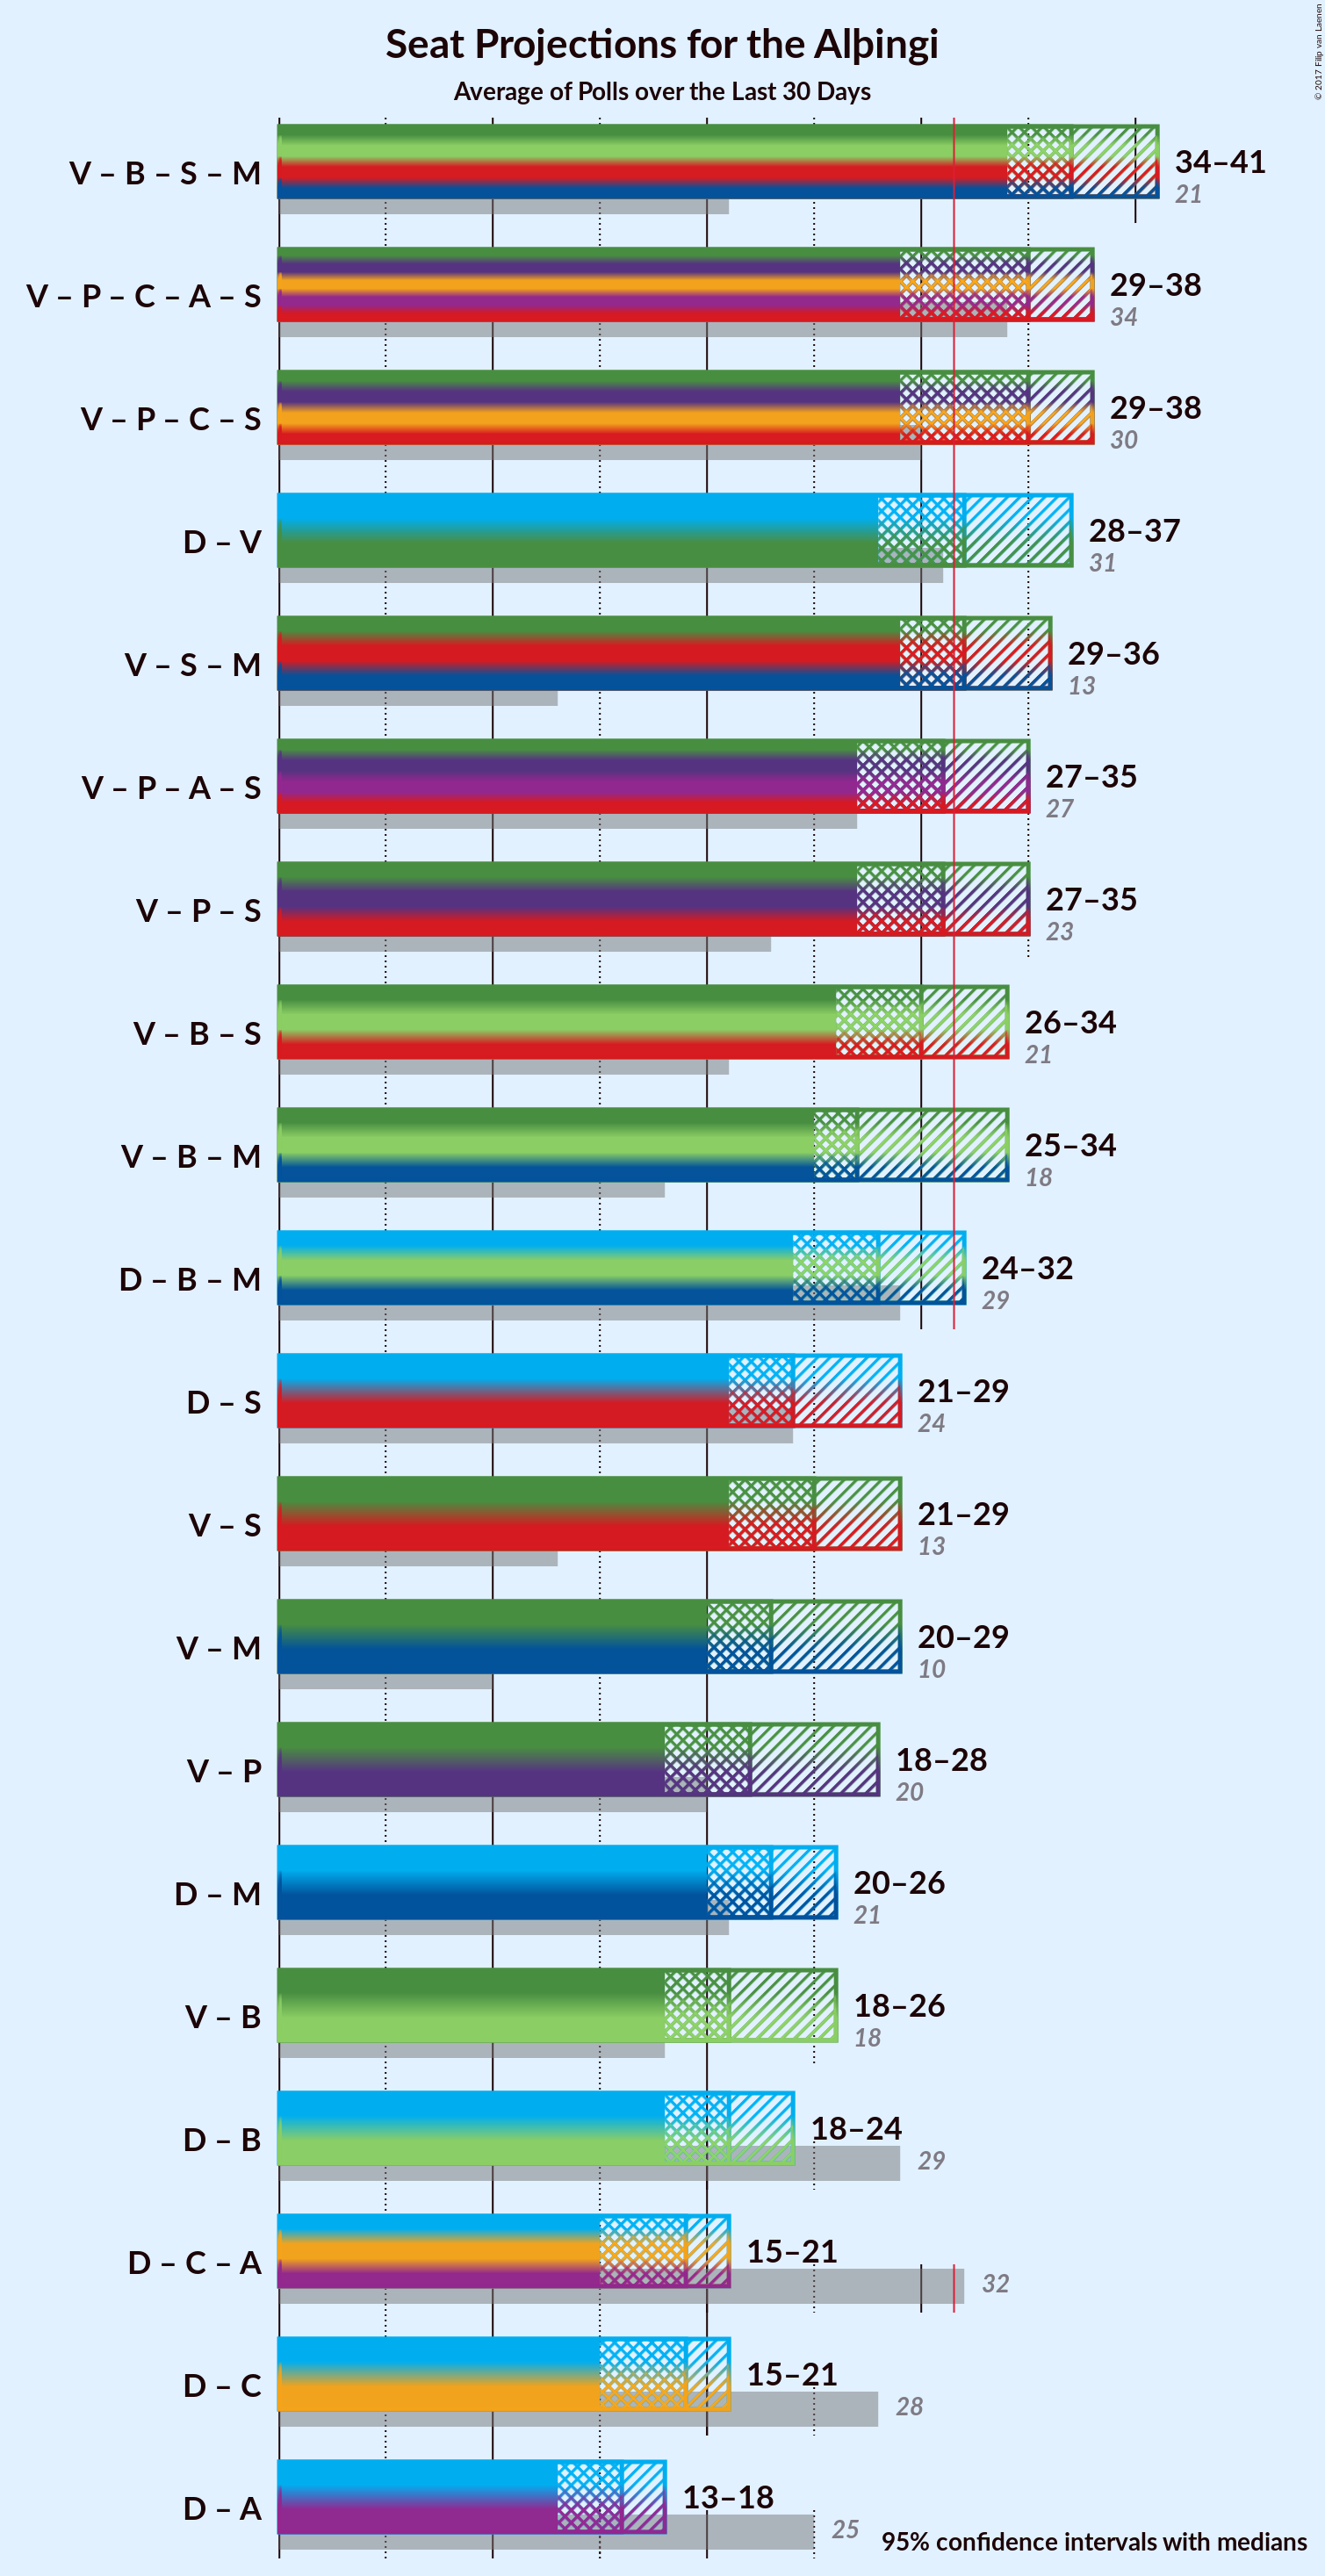 Seat Projections for the Alþingi
Average of Polls over the Last 30 Days
© 2017 Filip van Laenen
V – B – S – M
34–41
21
V – P – C – A – S
29–38
34
V – P – C – S
29–38
30
D – V
28–37
31
V – S – M
29–36
13
V – P – A – S
27–35
27
V – P – S
27–35
23
V – B – S
26–34
21
V – B – M
25–34
18
D – B – M
24–32
29
D – S
21–29
24
V – S
21–29
13
V – M
20–29
10
V – P
18–28
20
D – M
20–26
21
V – B
18–26
18
D – B
18–24
29
D – C – A
15–21
32
D – C
15–21
28
D – A
13–18
25
95% confidence intervals with medians